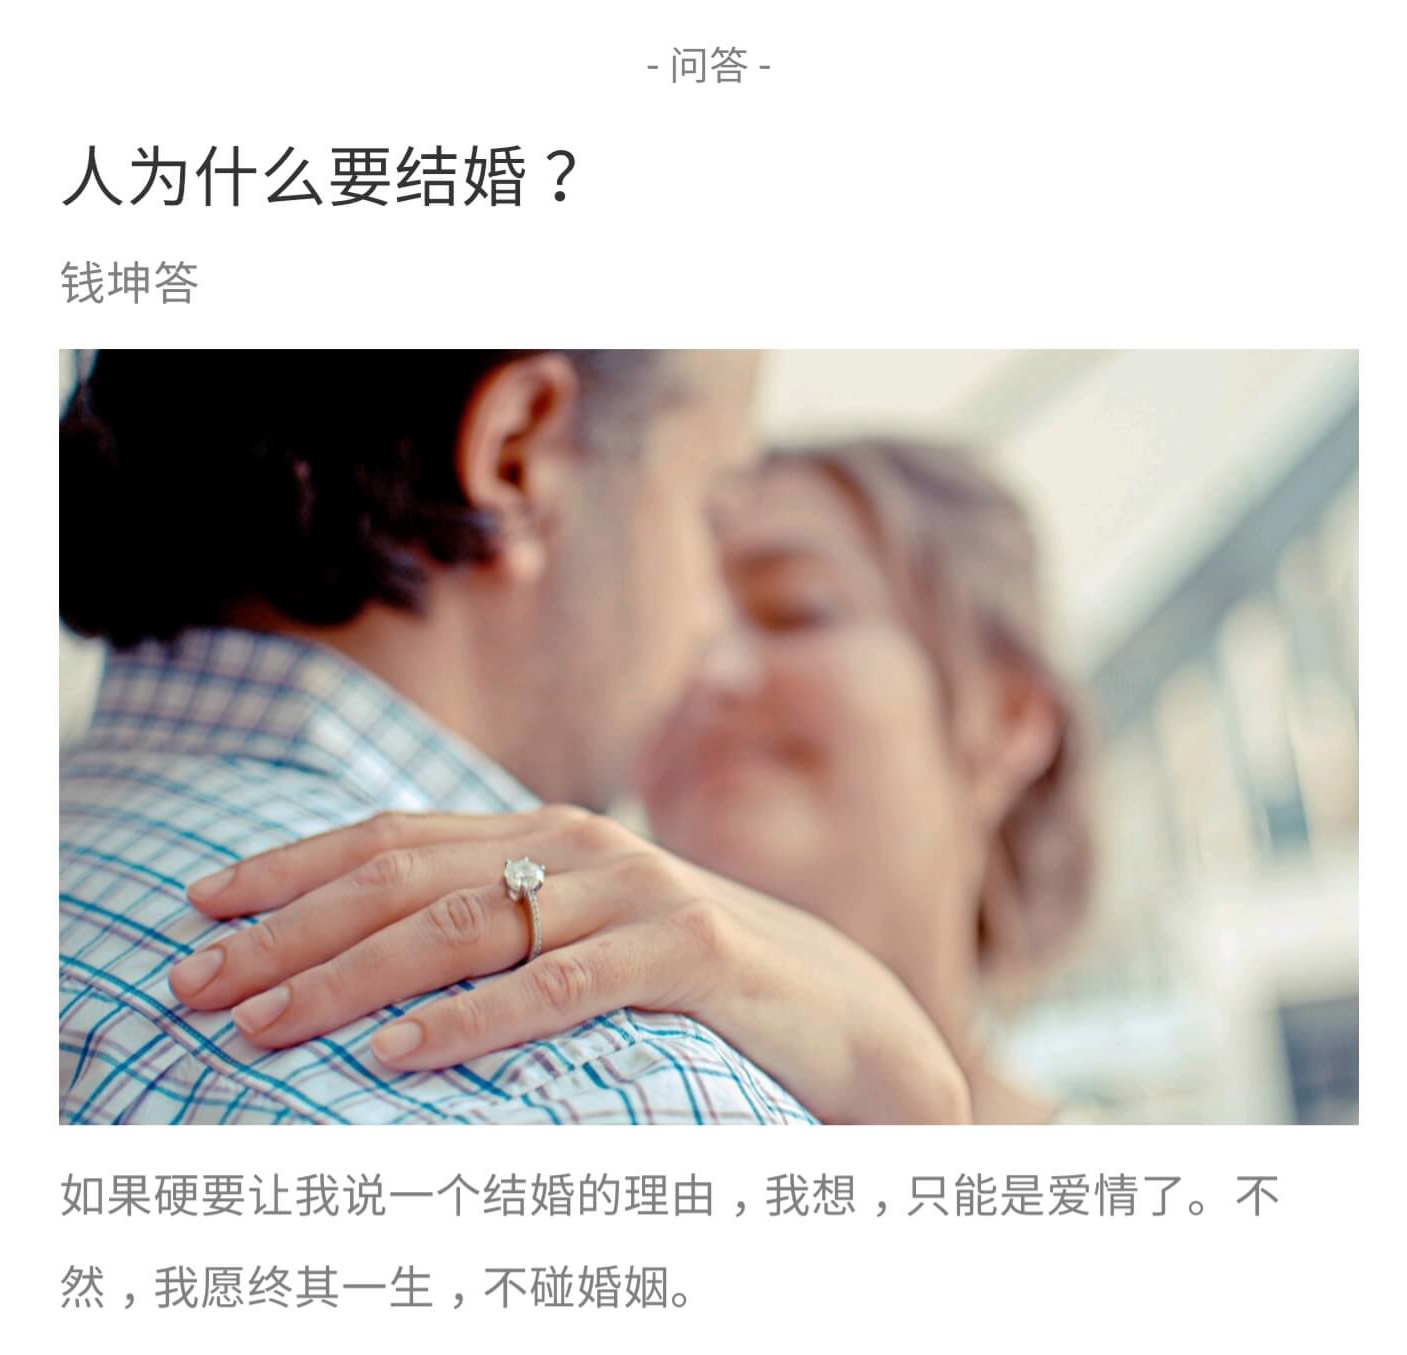 - 问答 -
人为什么要结婚？
钱坤答
如果硬要让我说一个结婚的理由，我想，只能是爱情了。不
然，我愿终其一生，不碰婚姻。